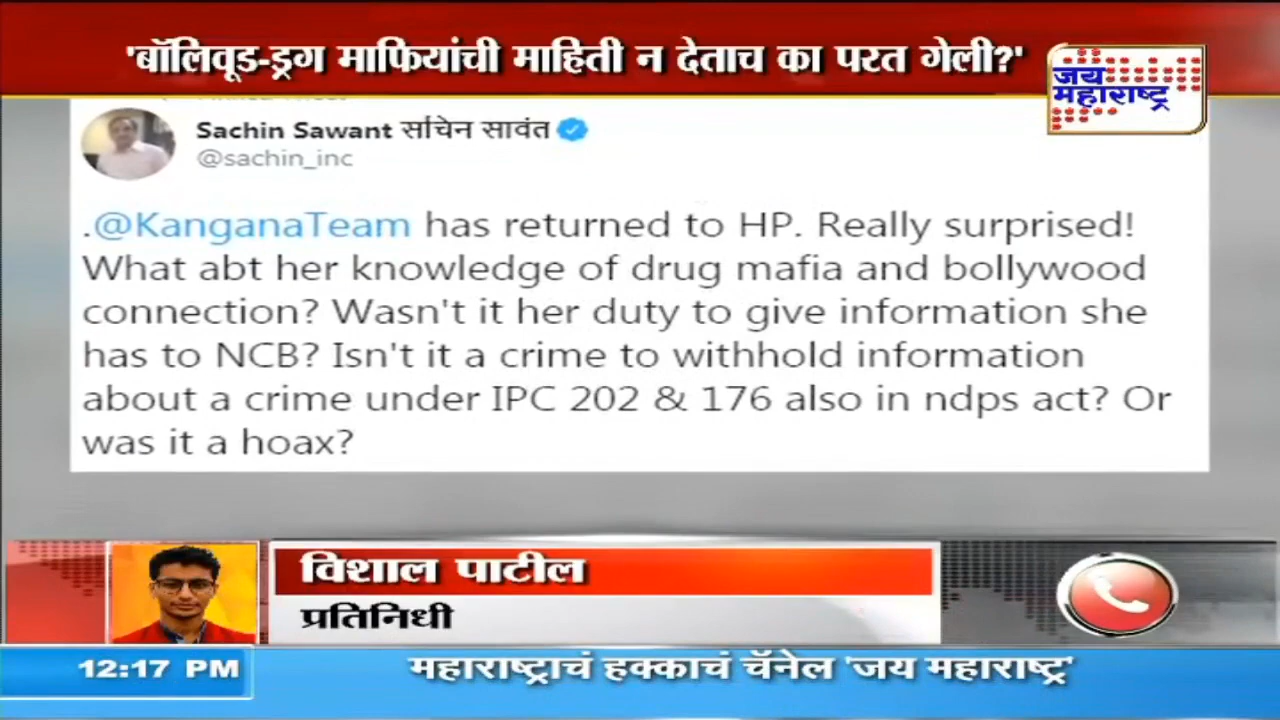 'बॉलिवूड-ड्रग माफियांची माहिती न देताच का परत गेली?'
जय
महाराष्ट्र
Sachin Sawant सचिन सावंत
@sachin_inc
.@KanganaTeam has returned to HP. Really surprised!
What abt her knowledge of drug mafia and bollywood
connection? Wasn't it her duty to give information she
has to NCB? Isn't it a crime to withhold information
about a crime under IPC 202 & 176 also in ndps act? Or
was it a hoax?
विशाल पाटील
प्रतिनिधी
12:17 PM
महाराष्ट्राचं हक्काचं चॅनेल 'जय महाराष्ट्र'